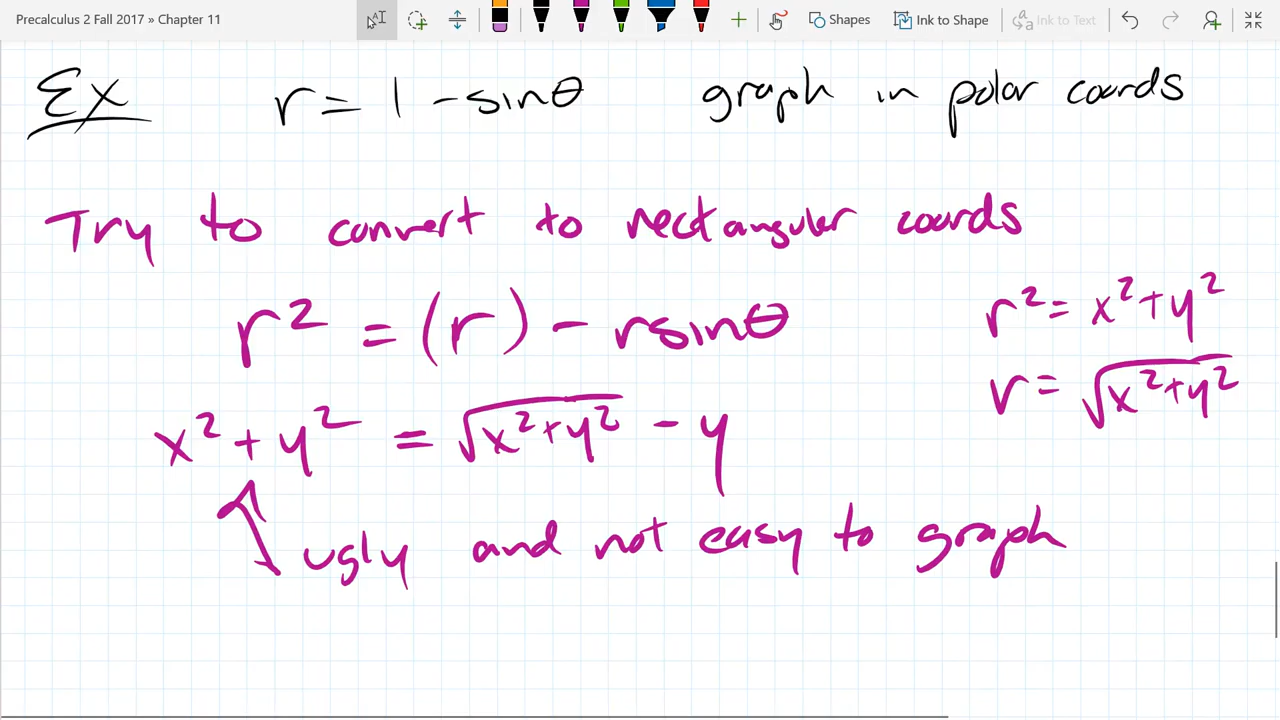 Precalculus 2 Fall 2017 » Chapter 11
Shapes Ink to Shape Ink to Text
Ex r = 1 - sinθ graph in polar coords
Try to convert to rectangular coords
r² = (r) - rsinθ
r² = x² + y²
r = √(x² + y²)
x² + y² = √(x² + y²) - y
ugly and not easy to graph